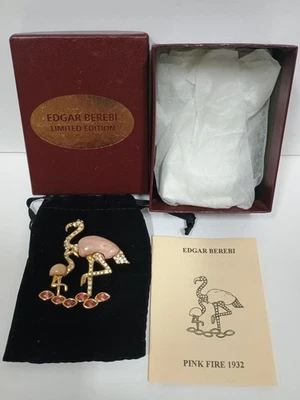 EDGAR BEREBI
LIMITED EDITION
EDGAR BEREBI
PINK FIRE 1932